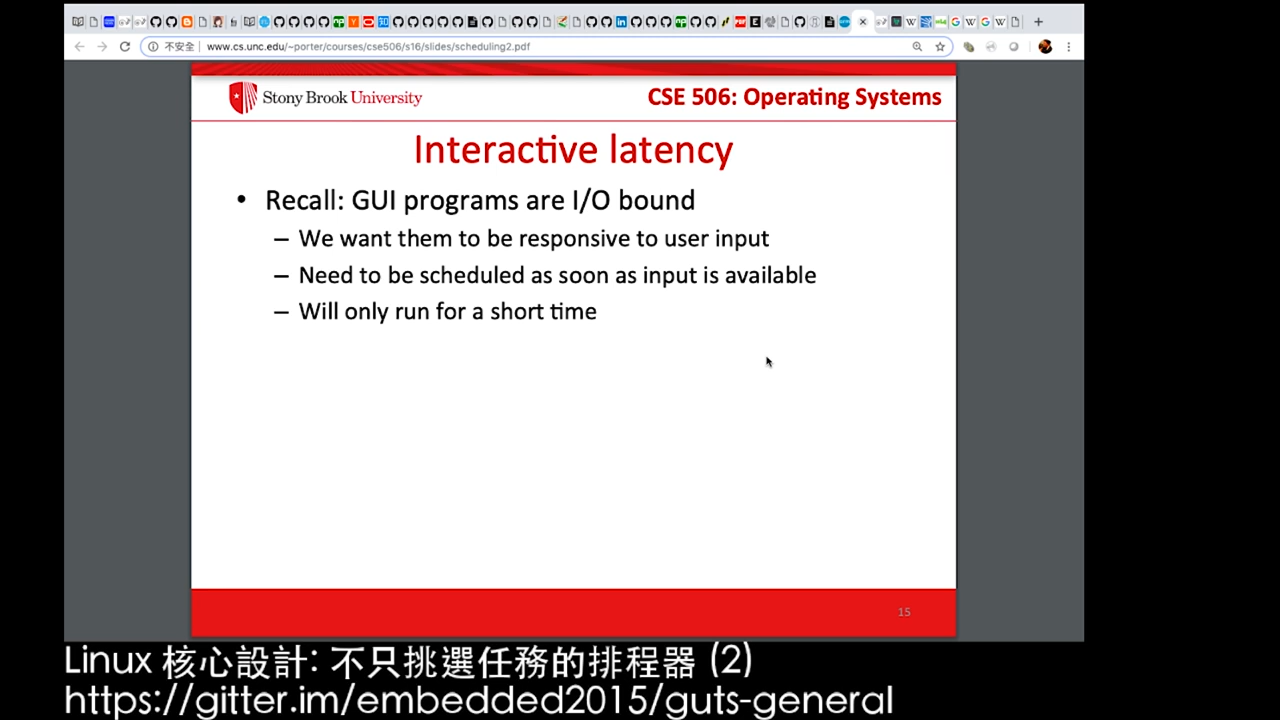 不安全 www.cs.unc.edu/~porter/courses/cse506/s16/slides/scheduling2.pdf
Stony Brook University
CSE 506: Operating Systems
Interactive latency
• Recall: GUI programs are I/O bound
– We want them to be responsive to user input
– Need to be scheduled as soon as input is available
– Will only run for a short time
15
Linux 核心設計: 不只挑選任務的排程器 (2)
https://gitter.im/embedded2015/guts-general